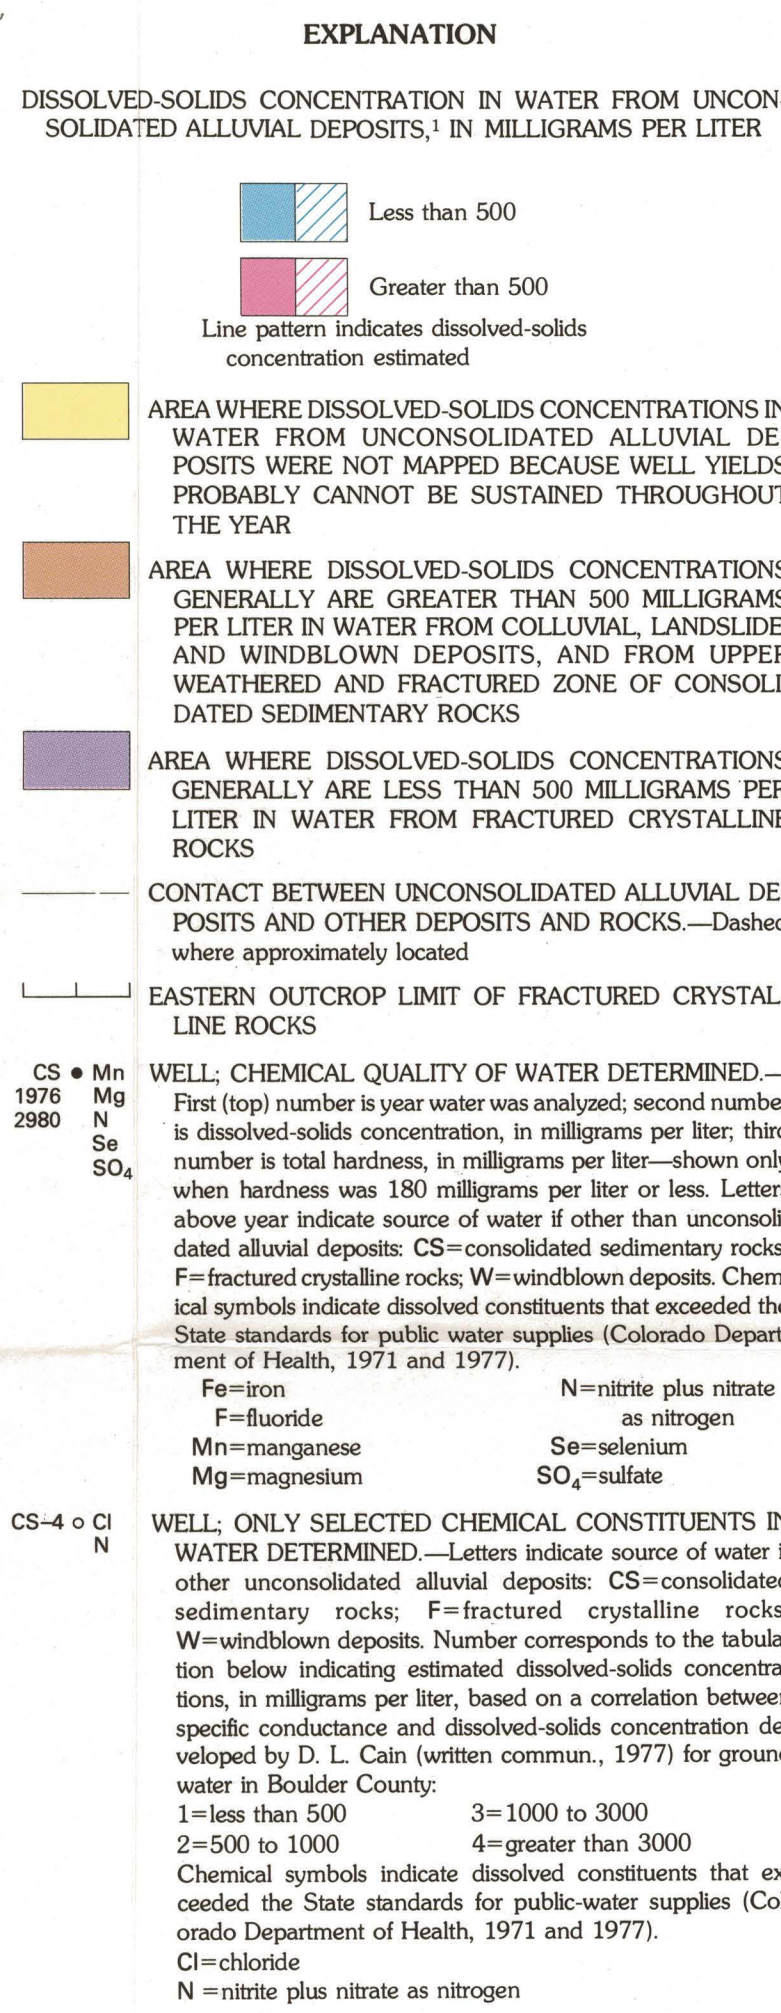 EXPLANATION
DISSOLVED-SOLIDS CONCENTRATION IN WATER FROM UNCON-
SOLIDATED ALLUVIAL DEPOSITS,¹ IN MILLIGRAMS PER LITER
Less than 500
Greater than 500
Line pattern indicates dissolved-solids
concentration estimated
AREA WHERE DISSOLVED-SOLIDS CONCENTRATIONS IN
WATER FROM UNCONSOLIDATED ALLUVIAL DE
POSITS WERE NOT MAPPED BECAUSE WELL YIELDS
PROBABLY CANNOT BE SUSTAINED THROUGHOUT
THE YEAR
AREA WHERE DISSOLVED-SOLIDS CONCENTRATIONS
GENERALLY ARE GREATER THAN 500 MILLIGRAMS
PER LITER IN WATER FROM COLLUVIAL, LANDSLIDE
AND WINDBLOWN DEPOSITS, AND FROM UPPER
WEATHERED AND FRACTURED ZONE OF CONSOLI
DATED SEDIMENTARY ROCKS
AREA WHERE DISSOLVED-SOLIDS CONCENTRATIONS
GENERALLY ARE LESS THAN 500 MILLIGRAMS PER
LITER IN WATER FROM FRACTURED CRYSTALLINE
ROCKS
CONTACT BETWEEN UNCONSOLIDATED ALLUVIAL DE
POSITS AND OTHER DEPOSITS AND ROCKS.—Dashed
where approximately located
EASTERN OUTCROP LIMIT OF FRACTURED CRYSTAL
LINE ROCKS
CS ● Mn WELL; CHEMICAL QUALITY OF WATER DETERMINED.—
1976 Mg First (top) number is year water was analyzed; second number
2980 N is dissolved-solids concentration, in milligrams per liter; third
Se number is total hardness, in milligrams per liter—shown only
SO₄ when hardness was 180 milligrams per liter or less. Letter
above year indicate source of water if other than unconsoli
dated alluvial deposits: CS=consolidated sedimentary rocks
F=fractured crystalline rocks; W=windblown deposits. Chem
ical symbols indicate dissolved constituents that exceeded the
State standards for public water supplies (Colorado Depart
ment of Health, 1971 and 1977).
Fe=iron N=nitrite plus nitrate
F=fluoride as nitrogen
Mn=manganese Se=selenium
Mg=magnesium SO₄=sulfate
CS-4 o Cl WELL; ONLY SELECTED CHEMICAL CONSTITUENTS IN
N WATER DETERMINED.—Letters indicate source of water i
other unconsolidated alluvial deposits: CS=consolidated
sedimentary rocks; F=fractured crystalline rocks
W=windblown deposits. Number corresponds to the tabula
tion below indicating estimated dissolved-solids concentra
tions, in milligrams per liter, based on a correlation between
specific conductance and dissolved-solids concentration de
veloped by D. L. Cain (written commun., 1977) for ground
water in Boulder County:
1=less than 500 3=1000 to 3000
2=500 to 1000 4=greater than 3000
Chemical symbols indicate dissolved constituents that ex
ceeded the State standards for public-water supplies (Col
orado Department of Health, 1971 and 1977).
Cl=chloride
N =nitrite plus nitrate as nitrogen